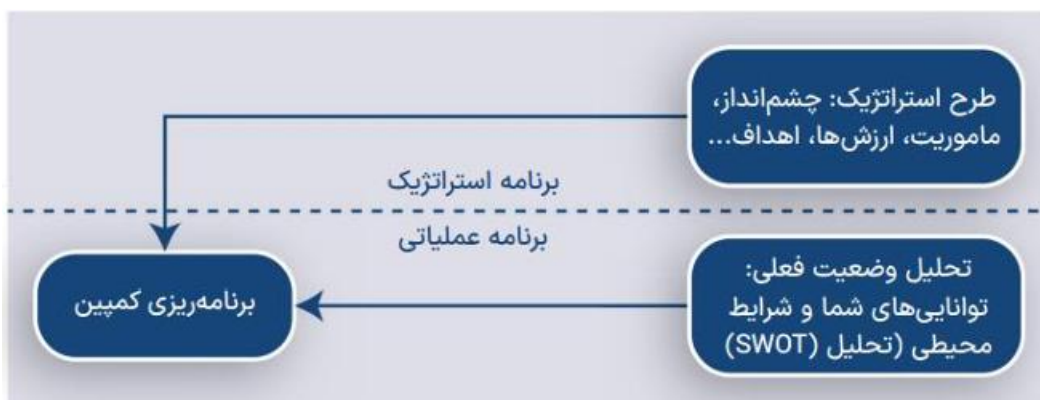 طرح استراتژیک: چشم‌انداز،
ماموریت، ارزش‌ها، اهداف...
برنامه استراتژیک
برنامه عملیاتی
تحلیل وضعیت فعلی:
توانایی‌های شما و شرایط
محیطی (تحلیل (SWOT)
برنامه‌ریزی کمپین